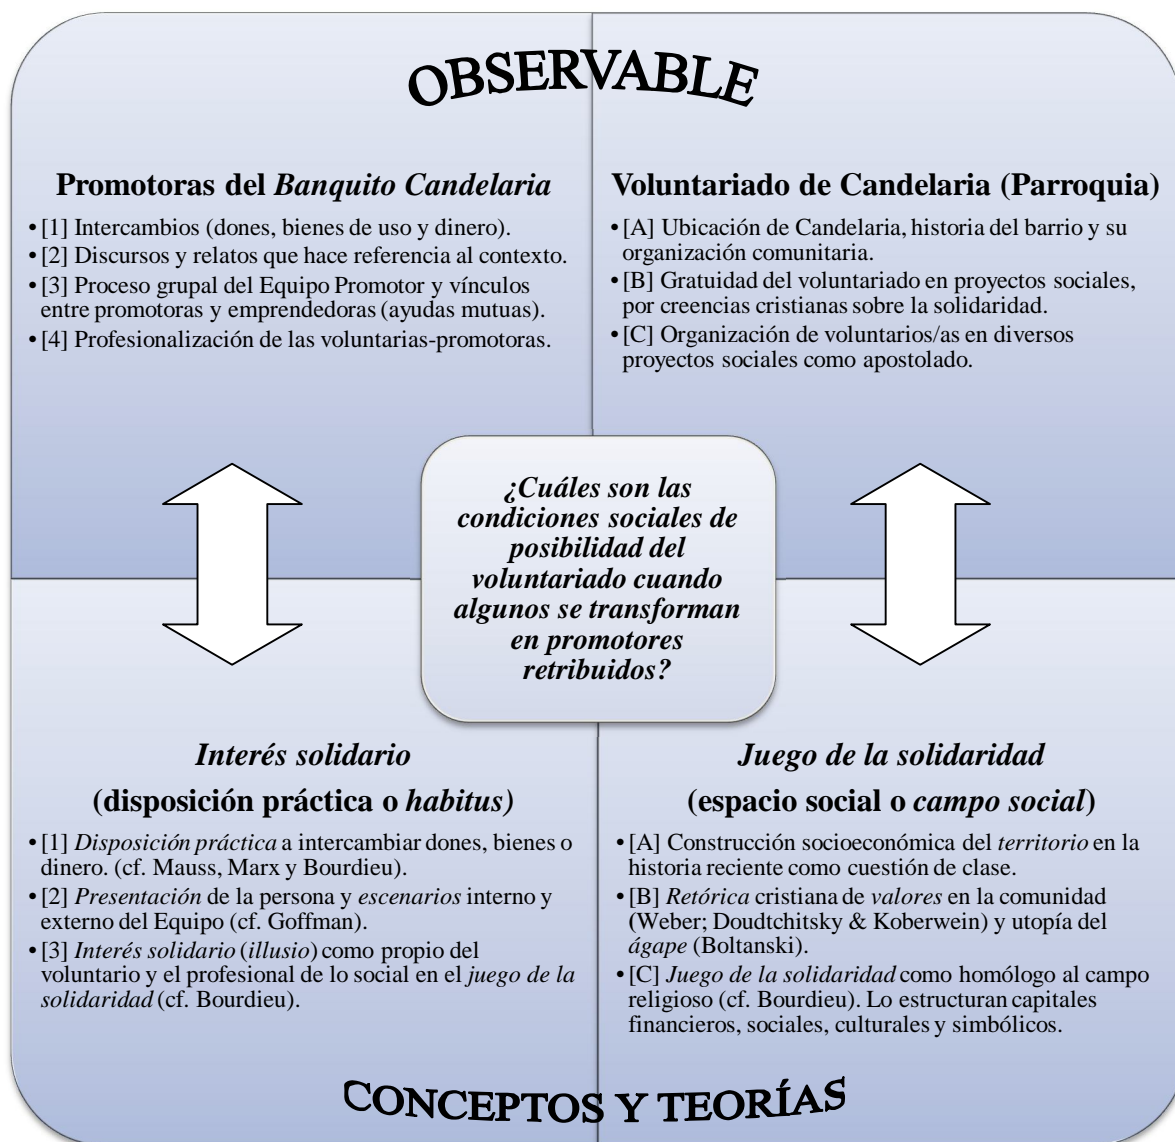 OBSERVABLE
Promotoras del Banquito Candelaria
• [1] Intercambios (dones, bienes de uso y dinero).
• [2] Discursos y relatos que hace referencia al contexto.
• [3] Proceso grupal del Equipo Promotor y vínculos
entre promotoras y emprendedoras (ayudas mutuas).
• [4] Profesionalización de las voluntarias-promotoras.
Voluntariado de Candelaria (Parroquia)
• [A] Ubicación de Candelaria, historia del barrio y su
organización comunitaria.
• [B] Gratuidad del voluntariado en proyectos sociales,
por creencias cristianas sobre la solidaridad.
• [C] Organización de voluntarios/as en diversos
proyectos sociales como apostolado.
¿Cuáles son las
condiciones sociales de
posibilidad del
voluntariado cuando
algunos se transforman
en promotores
retribuidos?
Interés solidario
(disposición práctica o habitus)
• [1] Disposición práctica a intercambiar dones, bienes o
dinero. (cf. Mauss, Marx y Bourdieu).
• [2] Presentación de la persona y escenarios interno y
externo del Equipo (cf. Goffman).
• [3] Interés solidario (illusio) como propio del
voluntario y el profesional de lo social en el juego de la
solidaridad (cf. Bourdieu).
Juego de la solidaridad
(espacio social o campo social)
• [A] Construcción socioeconómica del territorio en la
historia reciente como cuestión de clase.
• [B] Retórica cristiana de valores en la comunidad
(Weber; Doudtchitsky & Koberwein) y utopía del
ágape (Boltanski).
• [C] Juego de la solidaridad como homólogo al campo
religioso (cf. Bourdieu). Lo estructuran capitales
financieros, sociales, culturales y simbólicos.
CONCEPTOS Y TEORÍAS